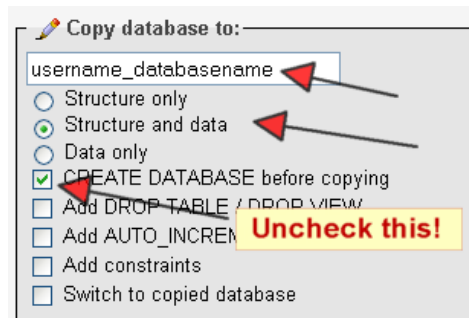 Copy database to:
username_databasename
Structure only
Structure and data
Data only
CREATE DATABASE before copying
Add DROP TABLE / DROP VIEW
Add AUTO_INCREM
Uncheck this!
Add constraints
Switch to copied database